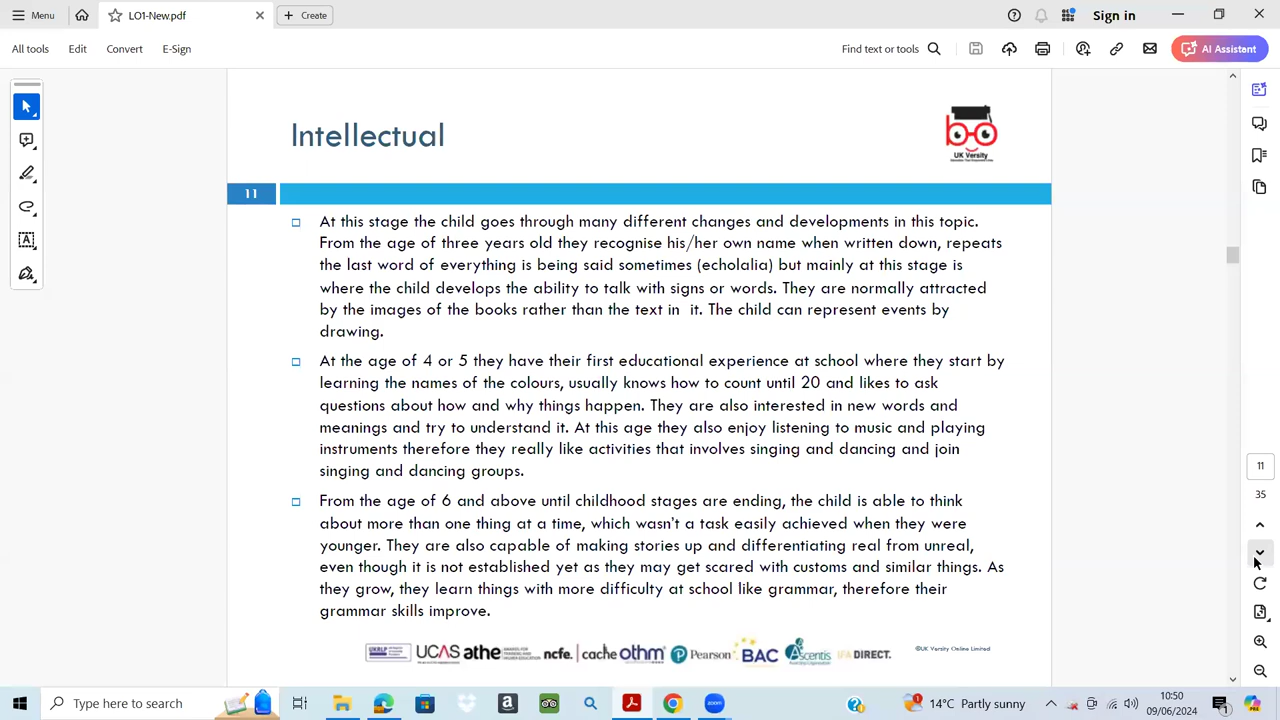 Menu
LO1-New.pdf
Create
Sign in
All tools
Edit
Convert
E-Sign
Find text or tools
AI Assistant
Intellectual
UK Versity
11
At this stage the child goes through many different changes and developments in this topic.
From the age of three years old they recognise his/her own name when written down, repeats
the last word of everything is being said sometimes (echolalia) but mainly at this stage is
where the child develops the ability to talk with signs or words. They are normally attracted
by the images of the books rather than the text in it. The child can represent events by
drawing.
At the age of 4 or 5 they have their first educational experience at school where they start by
learning the names of the colours, usually knows how to count until 20 and likes to ask
questions about how and why things happen. They are also interested in new words and
meanings and try to understand it. At this age they also enjoy listening to music and playing
instruments therefore they really like activities that involves singing and dancing and join
singing and dancing groups.
From the age of 6 and above until childhood stages are ending, the child is able to think
about more than one thing at a time, which wasn't a task easily achieved when they were
younger. They are also capable of making stories up and differentiating real from unreal,
even though it is not established yet as they may get scared with customs and similar things. As
they grow, they learn things with more difficulty at school like grammar, therefore their
grammar skills improve.
11
35
UKRLP UCAS athe ncfe. cache othm Pearson BAC Ascentis IFA DIRECT.
©UK Versity Online Limited
Type here to search
zoom
14°C Partly sunny
10:50
09/06/2024